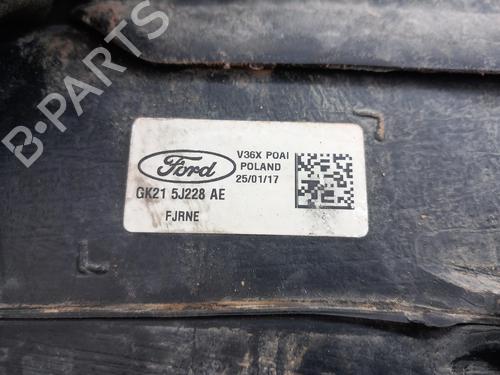 B-PARTS
Ford
V36X POAI
POLAND
25/01/17
GK21 5J228 AE
FJRNE